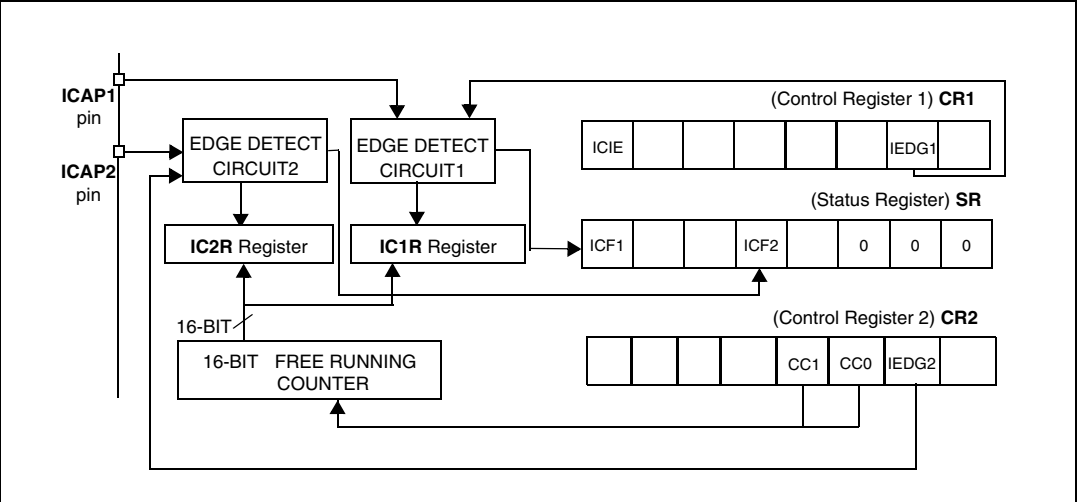 ICAP1
pin
ICAP2
pin
EDGE DETECT
CIRCUIT2
EDGE DETECT
CIRCUIT1
IC2R Register
IC1R Register
16-BIT
16-BIT FREE RUNNING
COUNTER
(Control Register 1) CR1
ICIE IEDG1
(Status Register) SR
ICF1 ICF2 0 0 0
(Control Register 2) CR2
CC1 CC0 IEDG2